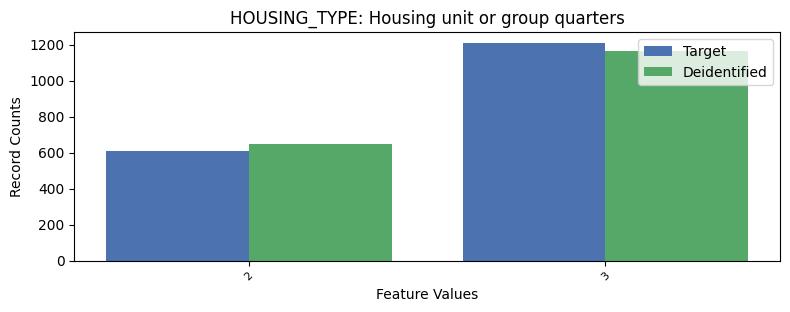 HOUSING_TYPE: Housing unit or group quarters
Record Counts
1200
1000
800
600
400
200
0
Target
Deidentified
2
3
Feature Values